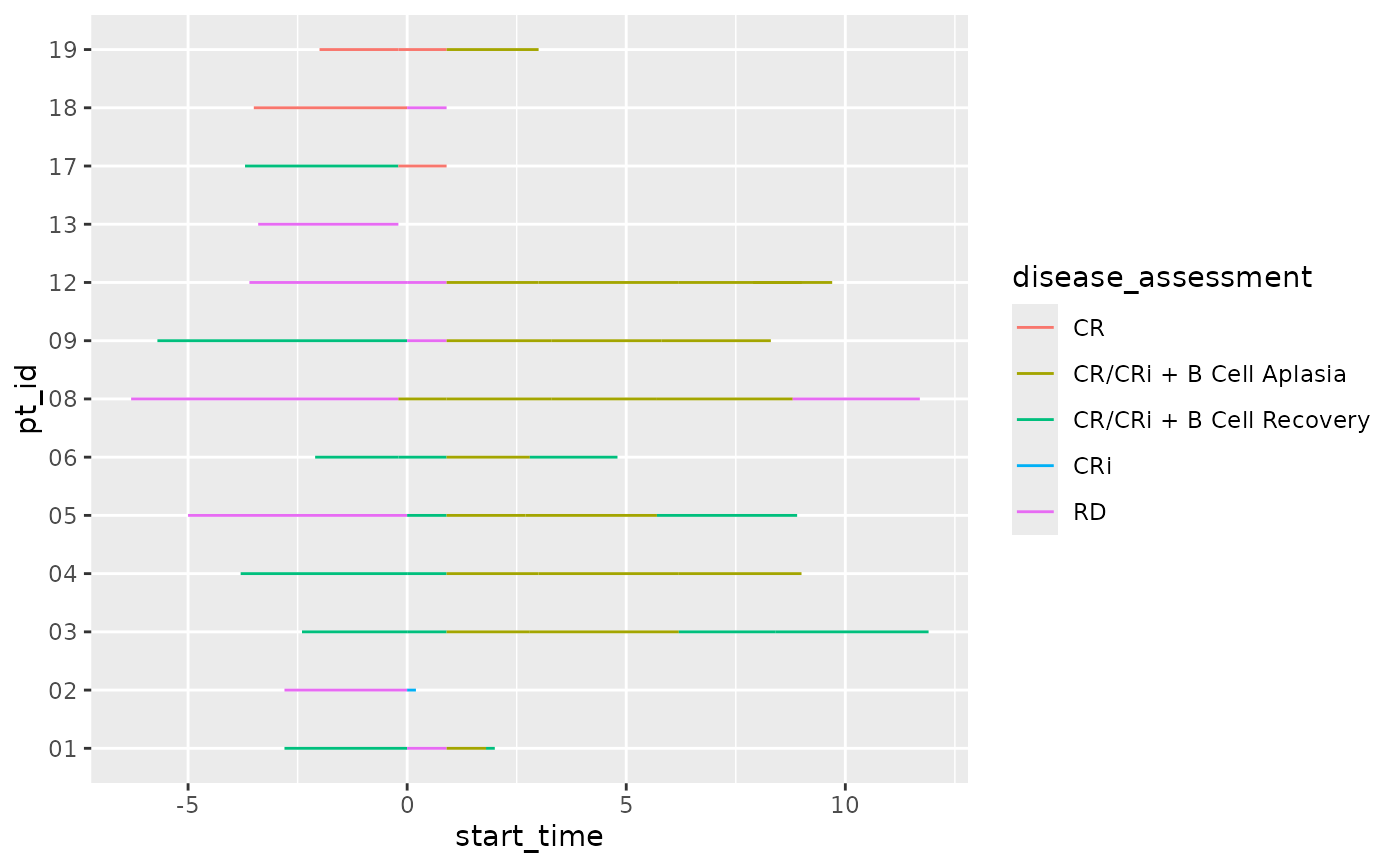 19
18
17
13
12
09
08
06
05
04
03
02
01
pt_id
-5 0 5 10
start_time
disease_assessment
CR
CR/CRi + B Cell Aplasia
CR/CRi + B Cell Recovery
CRi
RD